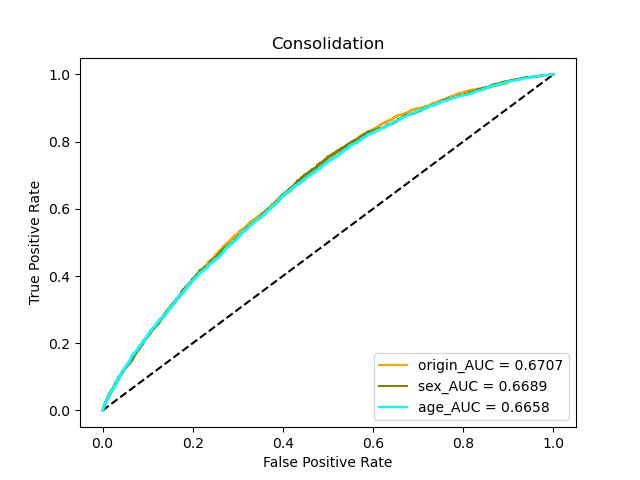 Consolidation
True Positive Rate
1.0
0.8
0.6
0.4
0.2
0.0
origin_AUC = 0.6707
sex_AUC = 0.6689
age_AUC = 0.6658
0.0 0.2 0.4 0.6 0.8 1.0
False Positive Rate